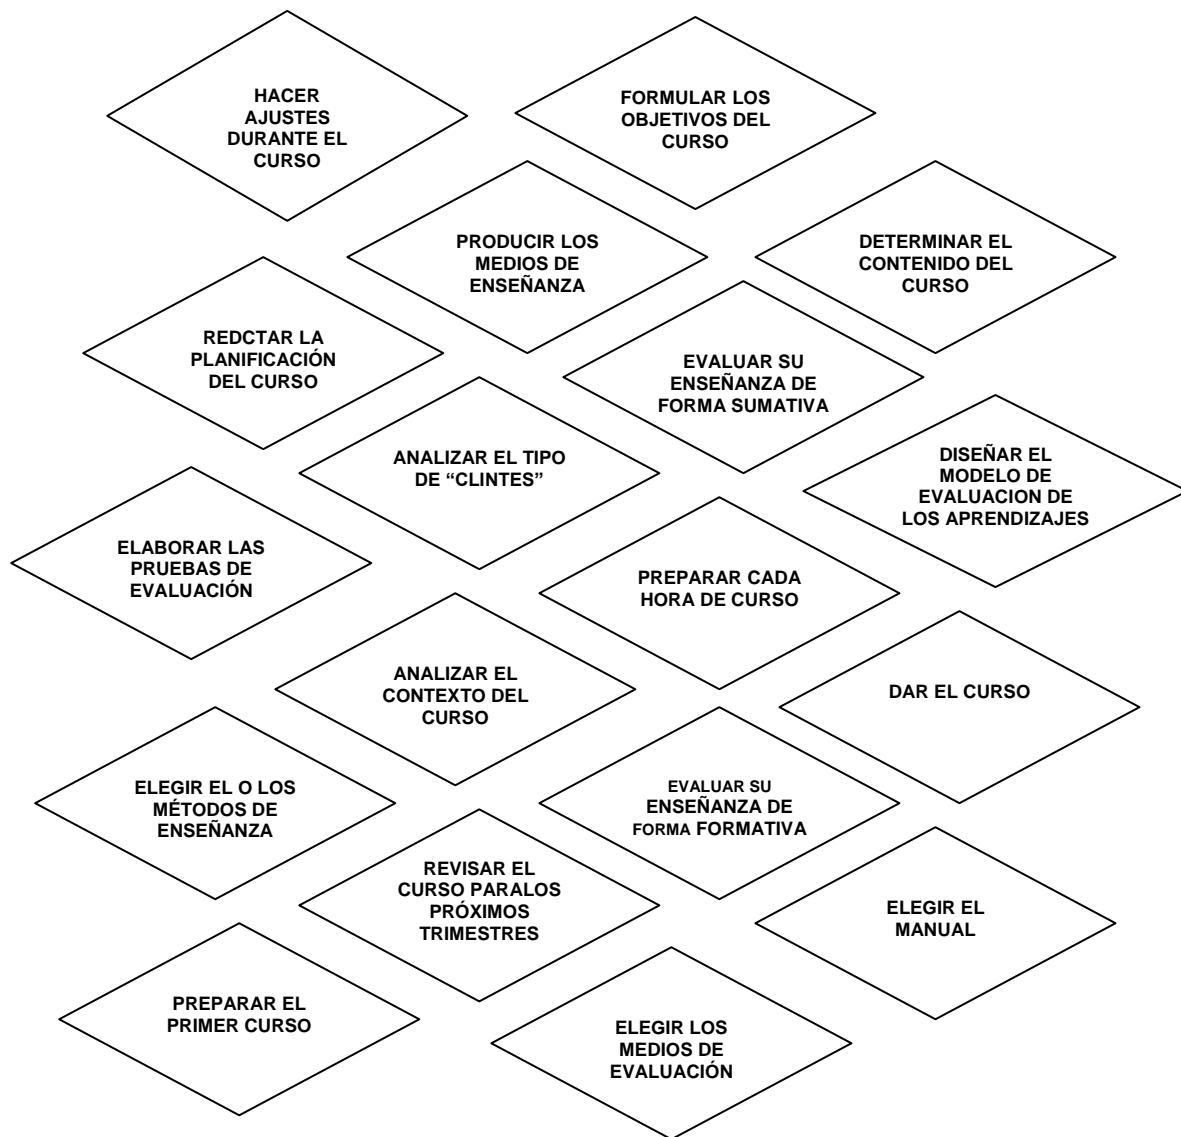 HACER
AJUSTES
DURANTE EL
CURSO
FORMULAR LOS
OBJETIVOS DEL
CURSO
PRODUCIR LOS
MEDIOS DE
ENSEÑANZA
DETERMINAR EL
CONTENIDO DEL
CURSO
REDCTAR LA
PLANIFICACIÓN
DEL CURSO
EVALUAR SU
ENSEÑANZA DE
FORMA SUMATIVA
ANALIZAR EL TIPO
DE “CLINTES”
DISEÑAR EL
MODELO DE
EVALUACION DE
LOS APRENDIZAJES
ELABORAR LAS
PRUEBAS DE
EVALUACIÓN
PREPARAR CADA
HORA DE CURSO
ANALIZAR EL
CONTEXTO DEL
CURSO
DAR EL CURSO
ELEGIR EL O LOS
MÉTODOS DE
ENSEÑANZA
EVALUAR SU
ENSEÑANZA DE
FORMA FORMATIVA
REVISAR EL
CURSO PARALOS
PRÓXIMOS
TRIMESTRES
ELEGIR EL
MANUAL
PREPARAR EL
PRIMER CURSO
ELEGIR LOS
MEDIOS DE
EVALUACIÓN